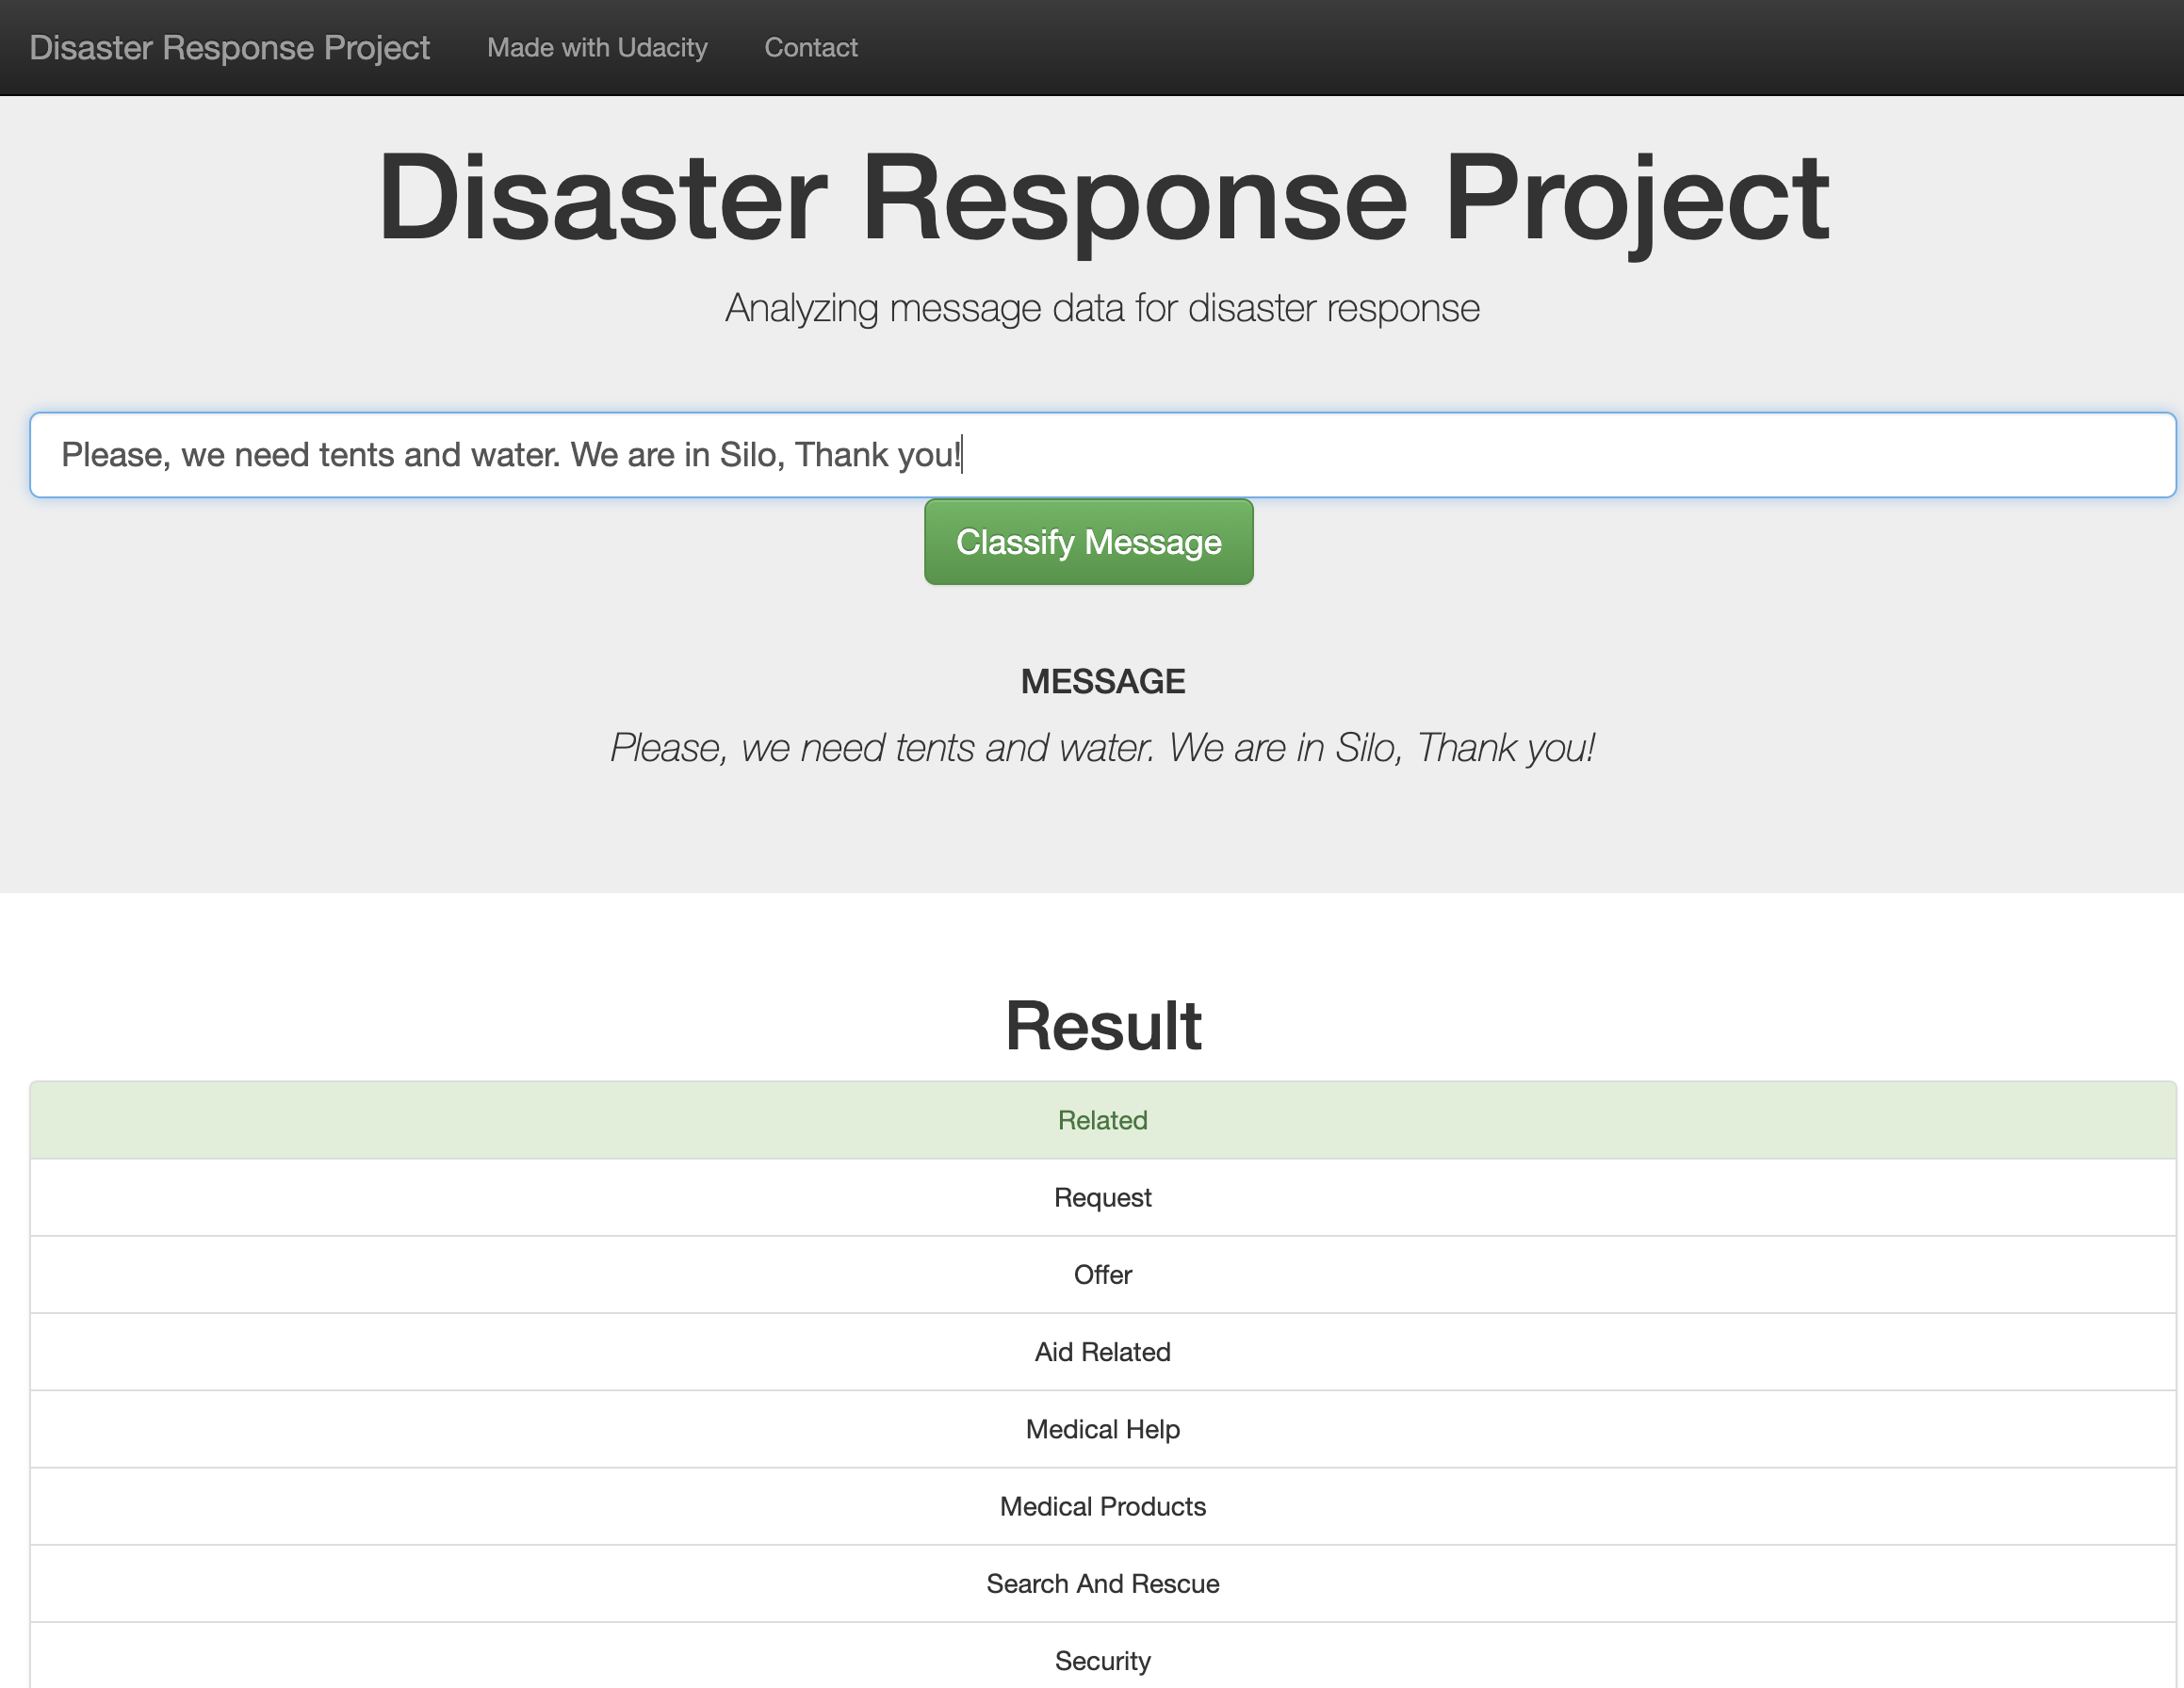 Disaster Response Project Made with Udacity Contact
Disaster Response Project
Analyzing message data for disaster response
Please, we need tents and water. We are in Silo, Thank you!
Classify Message
MESSAGE
Please, we need tents and water. We are in Silo, Thank you!
Result
Related
Request
Offer
Aid Related
Medical Help
Medical Products
Search And Rescue
Security